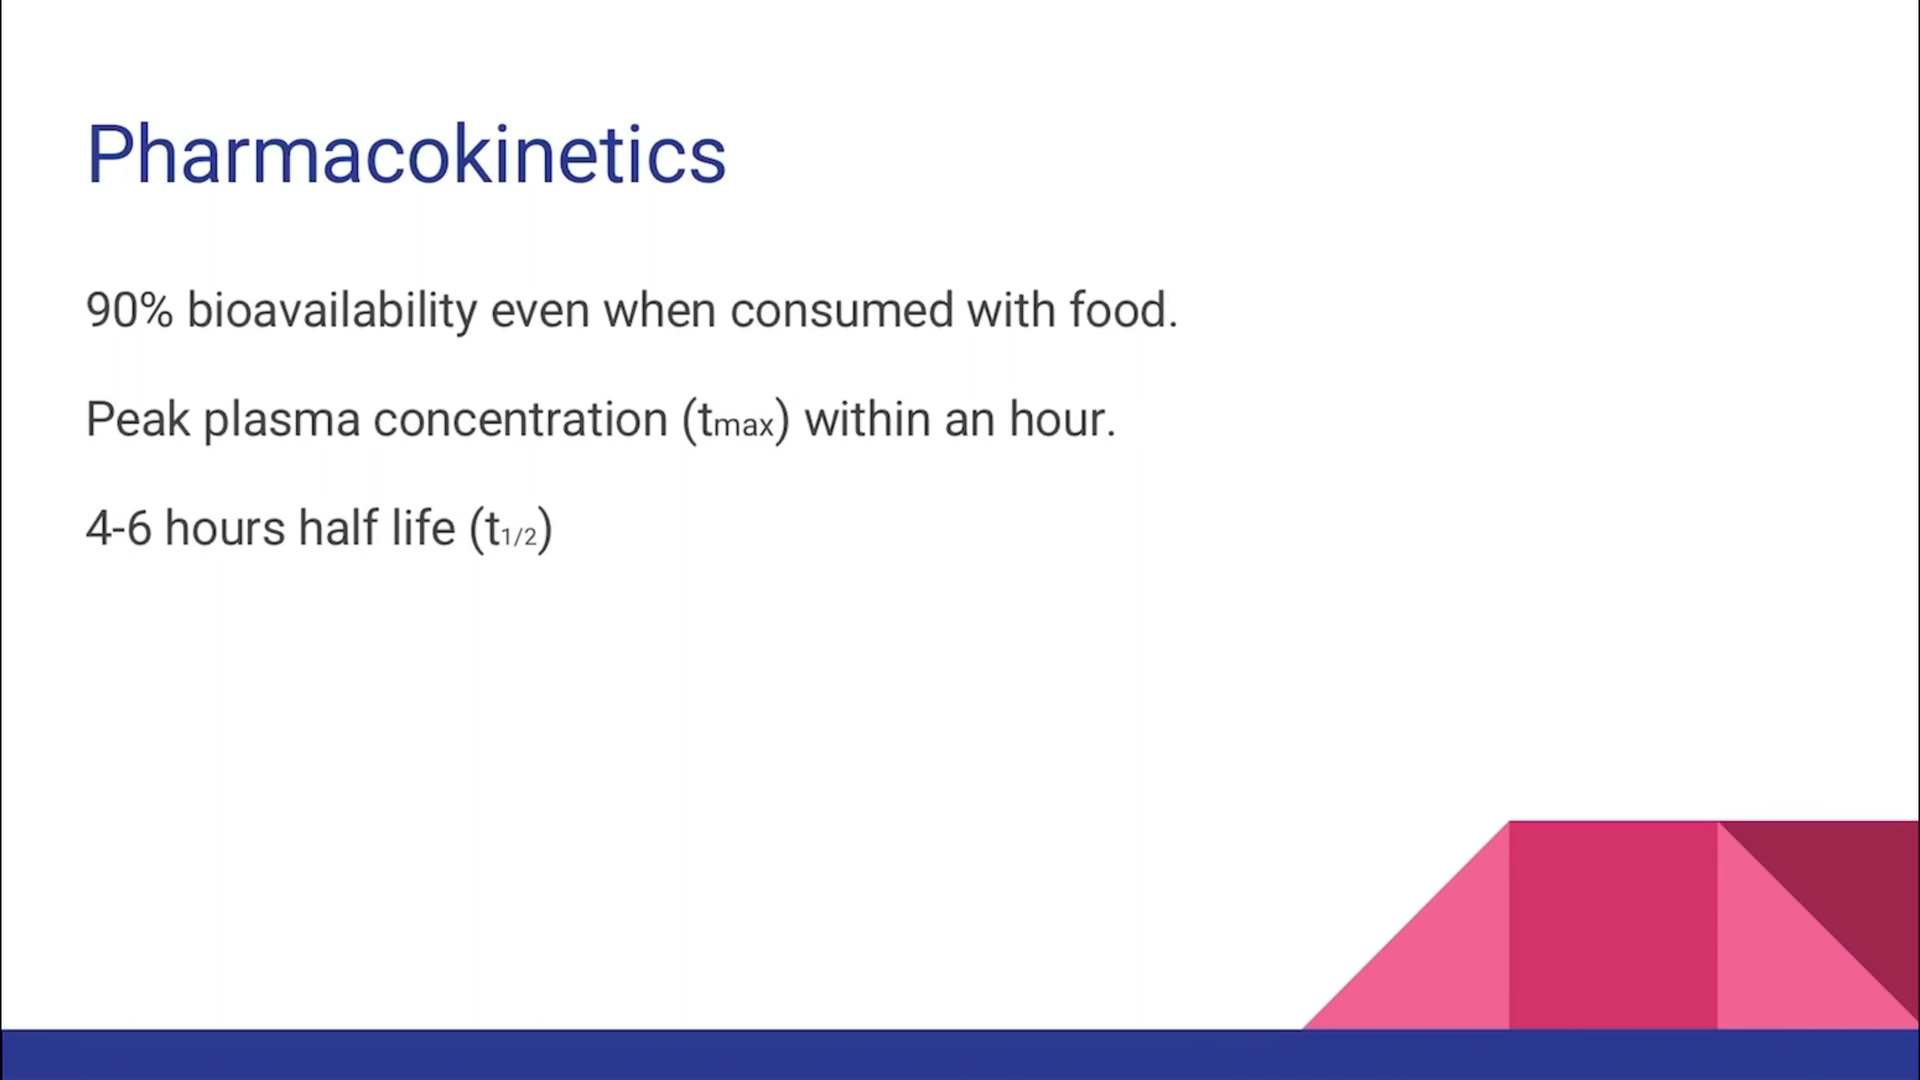 Pharmacokinetics
90% bioavailability even when consumed with food.
Peak plasma concentration (tmax) within an hour.
4-6 hours half life (t1/2)